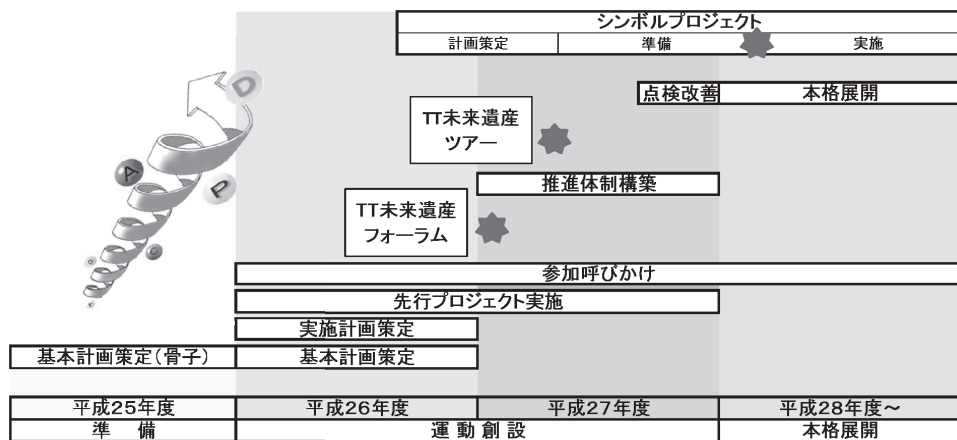 シンボルプロジェクト
計画策定 準備 実施
D
点検改善 本格展開
TT未来遺産
ツアー
A
P
推進体制構築
TT未来遺産
フォーラム
C
参加呼びかけ
先行プロジェクト実施
実施計画策定
基本計画策定(骨子) 基本計画策定
平成25年度 平成26年度 平成27年度 平成28年度～
準 備 運動創設 本格展開